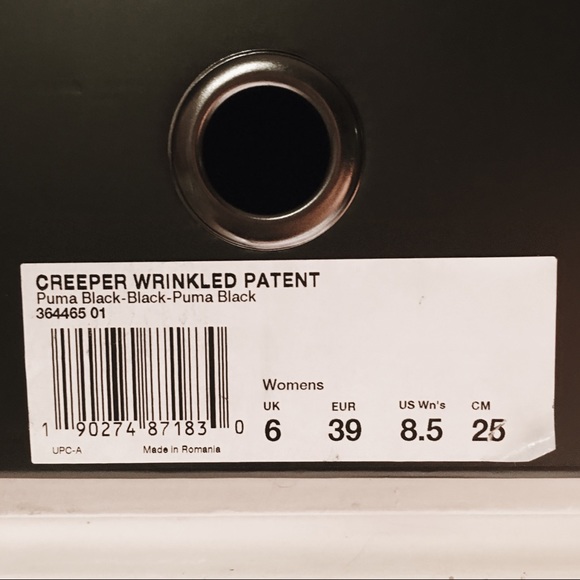 CREEPER WRINKLED PATENT
Puma Black-Black-Puma Black
364465 01
1 90274 87183 0
UPC-A Made in Romania
Womens
UK EUR US Wn's CM
6 39 8.5 25